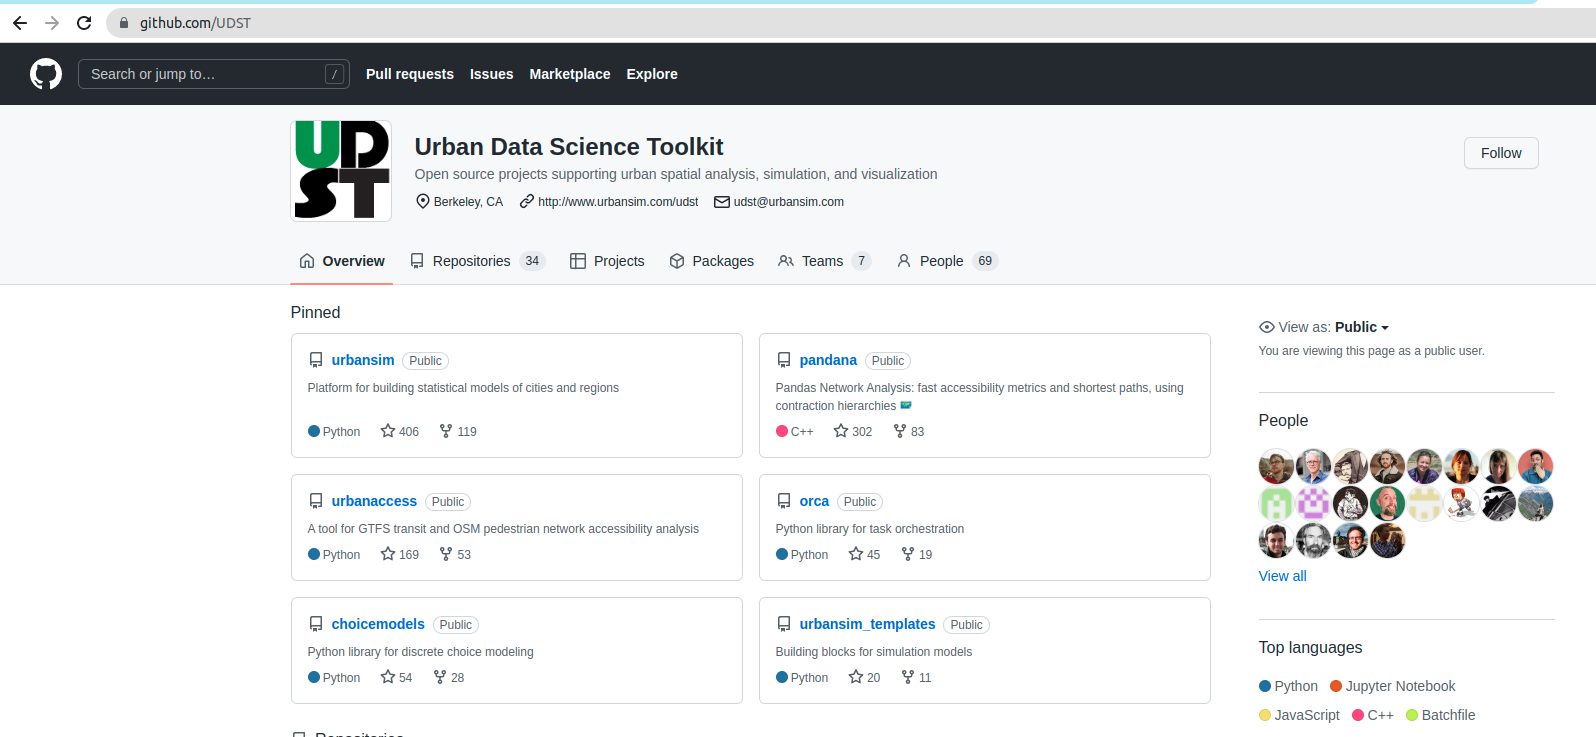 github.com/UDST
Search or jump to… / Pull requests Issues Marketplace Explore
UD
ST
Urban Data Science Toolkit
Follow
Open source projects supporting urban spatial analysis, simulation, and visualization
Berkeley, CA http://www.urbansim.com/udst udst@urbansim.com
Overview Repositories 34 Projects Packages Teams 7 People 69
Pinned
urbansim Public
Platform for building statistical models of cities and regions
Python 406 119
pandana Public
Pandas Network Analysis: fast accessibility metrics and shortest paths, using
contraction hierarchies
C++ 302 83
urbanaccess Public
A tool for GTFS transit and OSM pedestrian network accessibility analysis
Python 169 53
orca Public
Python library for task orchestration
Python 45 19
choicemodels Public
Python library for discrete choice modeling
Python 54 28
urbansim_templates Public
Building blocks for simulation models
Python 20 11
Repositories
View as: Public
You are viewing this page as a public user.
People
View all
Top languages
Python Jupyter Notebook
JavaScript C++ Batchfile